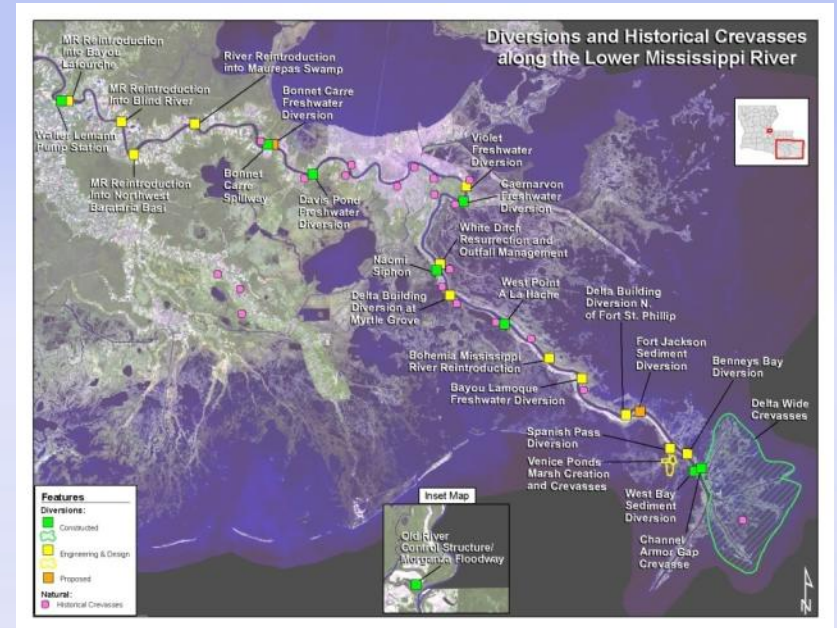 Diversions and Historical Crevasses
along the Lower Mississippi River
MR Reintroduction
Into Bayou
Lafourche
River Reintroduction
into Maurepas Swamp
MR Reintroduction
Into Blind River
Bonnet Carre
Freshwater
Diversion
Walter Lemann
Pump Station
MR Reintroduction
Into Northwest
Barataria Basi
Bonnet
Carre
Spillway
Davis Pond
Freshwater
Diversion
Violet
Freshwater
Diversion
Caernarvon
Freshwater
Diversion
White Ditch
Resurrection and
Outfall Management
Naomi
Siphon
Delta Building
Diversion at
Myrtle Grove
West Point
A La Hache
Delta Building
Diversion N.
of Fort St. Phillip
Fort Jackson
Sediment
Diversion
Benneys Bay
Diversion
Bohemia Mississippi
River Reintroduction
Bayou Lamoque
Freshwater Diversion
Delta Wide
Crevasses
Spanish Pass
Diversion
Venice Ponds
Marsh Creation
and Crevasses
West Bay
Sediment
Diversion
Channel
Armor Gap
Crevasse
Features
Diversions:
Constructed
Engineering & Design
Proposed
Natural:
Historical Crevasses
Inset Map
Old River
Control Structure/
Morganza Floodway
N